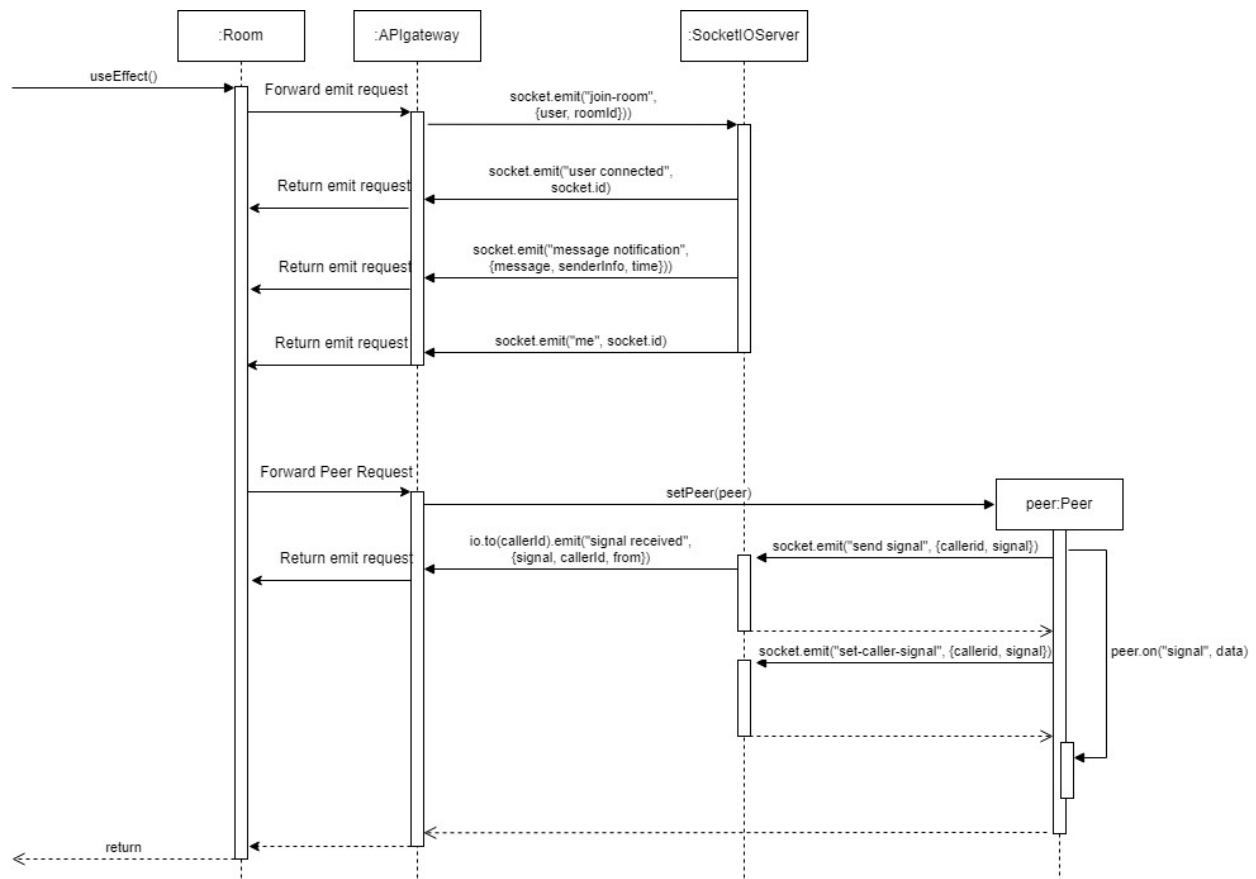 :Room
:APIgateway
:SocketIOServer
useEffect()
Forward emit request
socket.emit("join-room",
{user, roomId}))
socket.emit("user connected",
socket.id)
Return emit request
socket.emit("message notification",
{message, senderInfo, time}))
Return emit request
socket.emit("me", socket.id)
Return emit request
Forward Peer Request
setPeer(peer)
peer:Peer
io.to(callerId).emit("signal received",
{signal, callerId, from})
socket.emit("send signal", {callerid, signal})
Return emit request
socket.emit("set-caller-signal", {callerid, signal})
peer.on("signal", data)
return